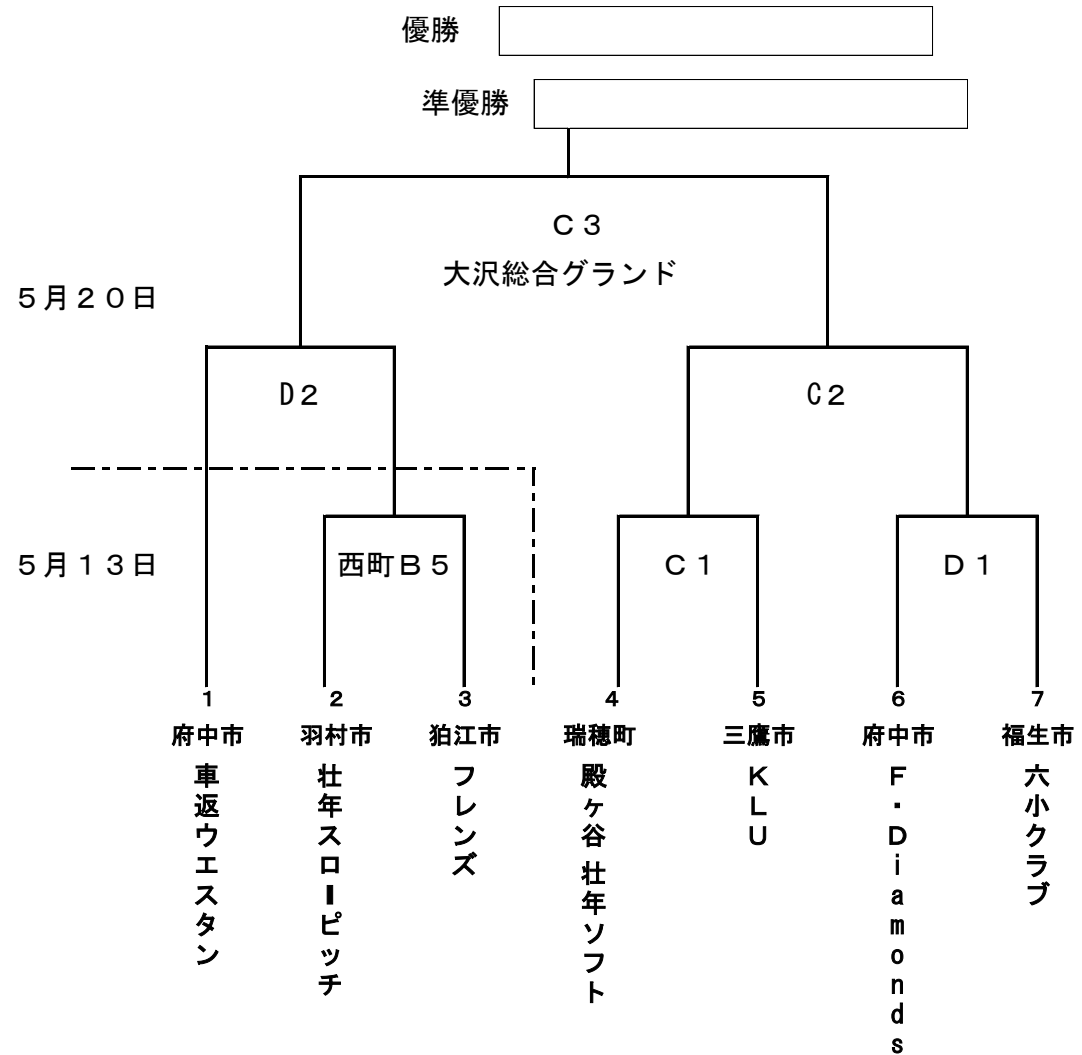 優勝
準優勝
Ｃ３
大沢総合グランド
５月２０日
Ｄ２
Ｃ２
５月１３日
西町Ｂ５
Ｃ１
Ｄ１
１
２
３
４
５
６
７
府中市
羽村市
狛江市
瑞穂町
三鷹市
府中市
福生市
車返ウエスタン
壮年スローピッチ
フレンズ
殿ヶ谷壮年ソフト
ＫＬＵ
Ｆ・Ｄｉａｍｏｎｄｓ
六小クラブ